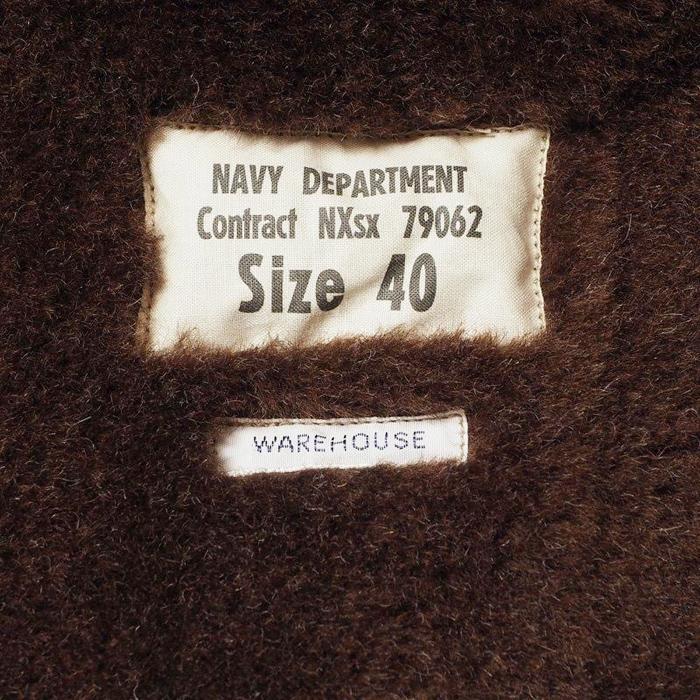 NAVY DEPARTMENT
Contract NXsx 79062
Size 40
WAREHOUSE